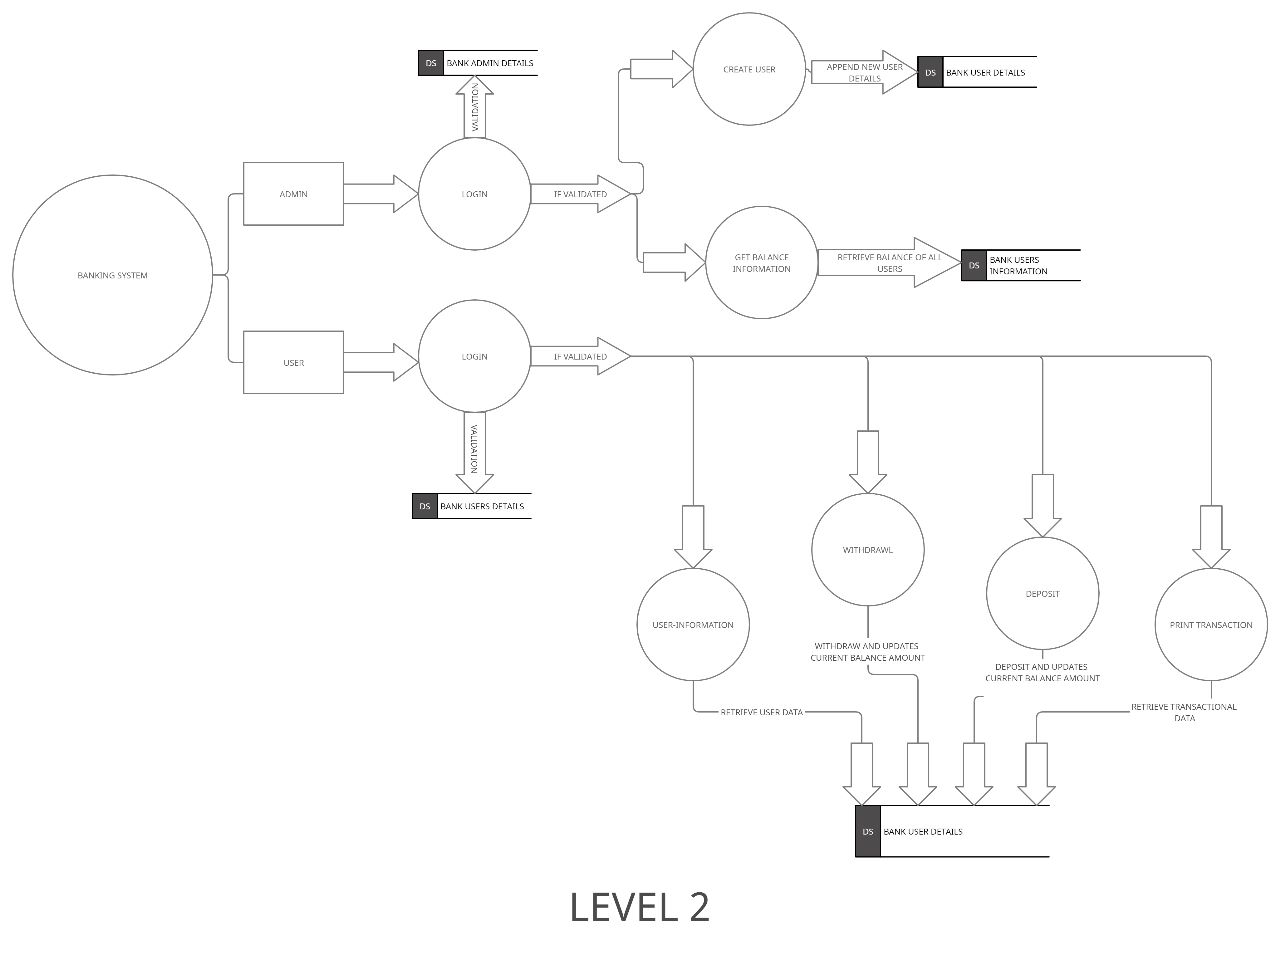 DS BANK ADMIN DETAILS
VALIDATION
CREATE USER
APPEND NEW USER
DETAILS
DS BANK USER DETAILS
BANKING SYSTEM
ADMIN
LOGIN
IF VALIDATED
GET BALANCE
INFORMATION
RETRIEVE BALANCE OF ALL
USERS
DS BANK USERS
INFORMATION
USER
LOGIN
IF VALIDATED
VALIDATION
DS BANK USERS DETAILS
USER-INFORMATION
WITHDRAWL
DEPOSIT
PRINT TRANSACTION
RETRIEVE USER DATA
WITHDRAW AND UPDATES
CURRENT BALANCE AMOUNT
DEPOSIT AND UPDATES
CURRENT BALANCE AMOUNT
RETRIEVE TRANSACTIONAL
DATA
DS BANK USER DETAILS
LEVEL 2